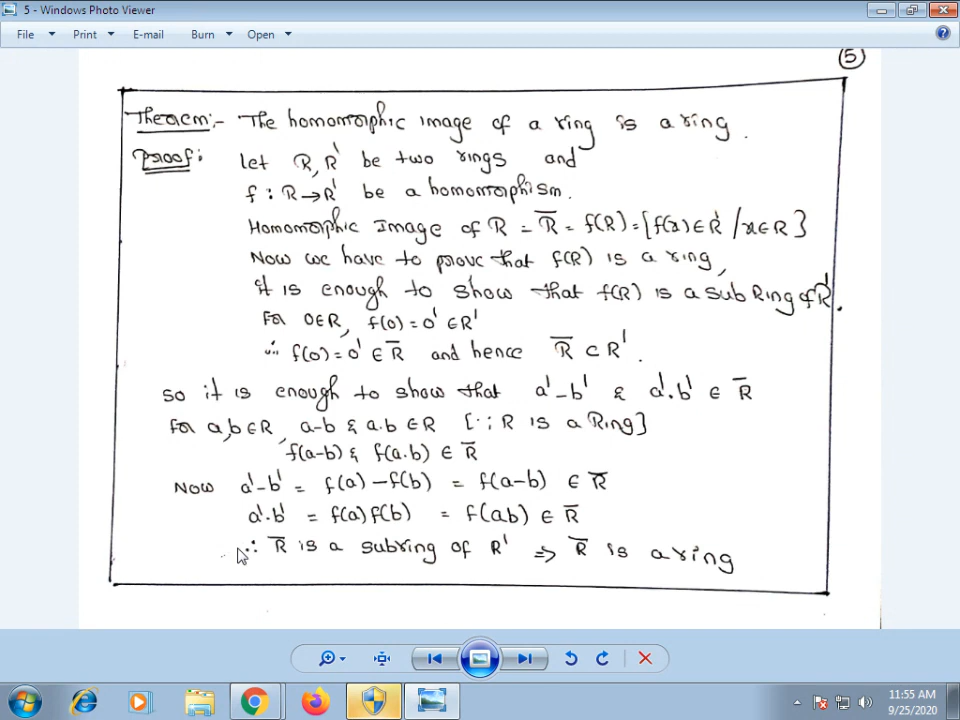 5 - Windows Photo Viewer
File Print E-mail Burn Open
5
Theorem:- The homomorphic image of a ring is a ring.
Proof: let R, R' be two rings and
f : R→R' be a homomorphism.
Homomorphic Image of R = R̅ = f(R) = {f(x) ∈ R' / x∈R}
Now we have to prove that f(R) is a ring,
it is enough to show that f(R) is a subRing of R'.
For 0∈R, f(0) = 0' ∈ R'
∴ f(0) = 0' ∈ R̅ and hence R̅ ⊂ R'.
So it is enough to show that a'-b' & a'.b' ∈ R̅
For a,b∈R, a-b & a.b ∈R [∵ R is a Ring]
f(a-b) & f(a.b) ∈ R̅
Now a'-b' = f(a) - f(b) = f(a-b) ∈ R̅
a'.b' = f(a) f(b) = f(ab) ∈ R̅
∴ R̅ is a subring of R' ⇒ R̅ is a ring
11:55 AM
9/25/2020